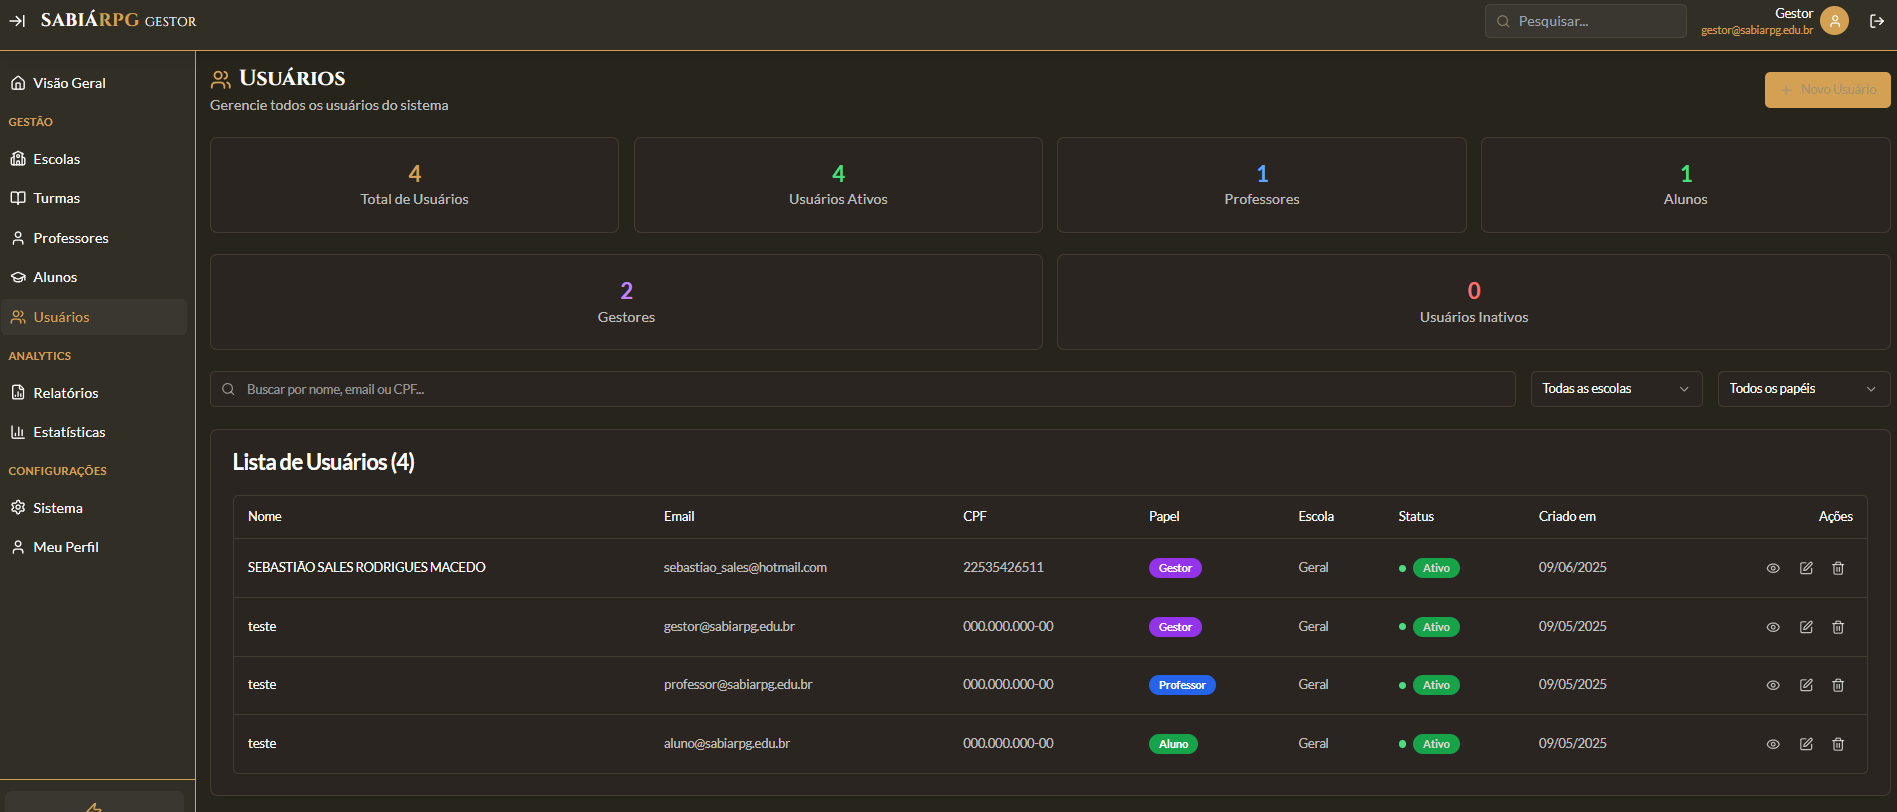 SABIÁRPG GESTOR
Pesquisar...
Gestor
gestor@sabiarpg.edu.br
Visão Geral
GESTÃO
Escolas
Turmas
Professores
Alunos
Usuários
ANALYTICS
Relatórios
Estatísticas
CONFIGURAÇÕES
Sistema
Meu Perfil
USUÁRIOS
Gerencie todos os usuários do sistema
+ Novo Usuário
4
Total de Usuários
4
Usuários Ativos
1
Professores
1
Alunos
2
Gestores
0
Usuários Inativos
Buscar por nome, email ou CPF...
Todas as escolas
Todos os papéis
Lista de Usuários (4)
Nome Email CPF Papel Escola Status Criado em Ações
SEBASTIÃO SALES RODRIGUES MACEDO sebastiao_sales@hotmail.com 22535426511 Gestor Geral Ativo 09/06/2025
teste gestor@sabiarpg.edu.br 000.000.000-00 Gestor Geral Ativo 09/05/2025
teste professor@sabiarpg.edu.br 000.000.000-00 Professor Geral Ativo 09/05/2025
teste aluno@sabiarpg.edu.br 000.000.000-00 Aluno Geral Ativo 09/05/2025